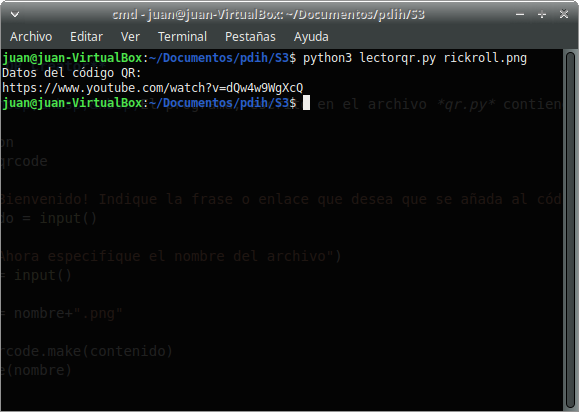 cmd - juan@juan-VirtualBox: ~/Documentos/pdih/S3
Archivo Editar Ver Terminal Pestañas Ayuda
juan@juan-VirtualBox:~/Documentos/pdih/S3$ python3 lectorqr.py rickroll.png
Datos del código QR:
https://www.youtube.com/watch?v=dQw4w9WgXcQ
juan@juan-VirtualBox:~/Documentos/pdih/S3$
en el archivo *qr.py* contien
on
qrcode
Bienvenido! Indique la frase o enlace que desea que se añada al cód
do = input()
Ahora especifique el nombre del archivo")
= input()
= nombre+".png"
rcode.make(contenido)
e(nombre)